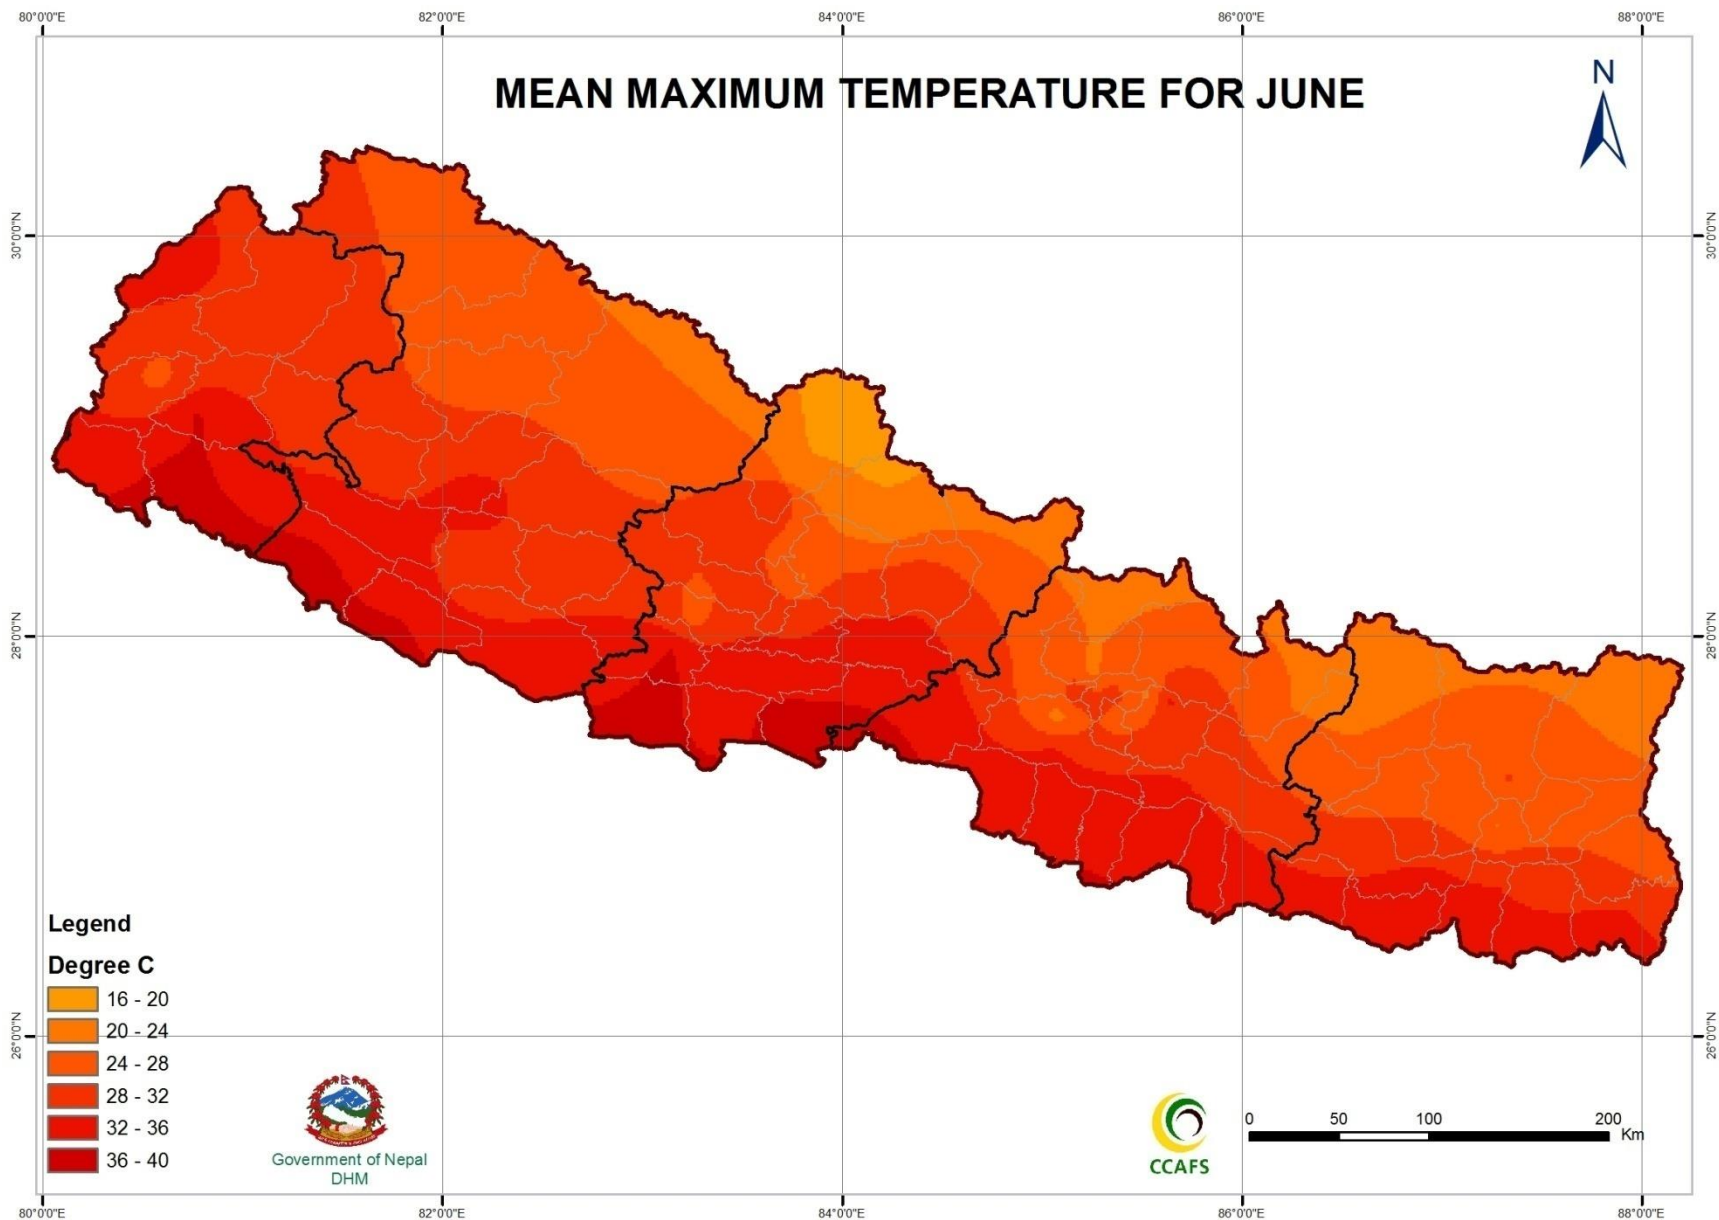 80°0'0"E 82°0'0"E 84°0'0"E 86°0'0"E 88°0'0"E
MEAN MAXIMUM TEMPERATURE FOR JUNE
N
30°0'0"N 30°0'0"N
28°0'0"N 28°0'0"N
26°0'0"N 26°0'0"N
Legend
Degree C
16 - 20
20 - 24
24 - 28
28 - 32
32 - 36
36 - 40
Government of Nepal
DHM
CCAFS
0 50 100 200
Km
80°0'0"E 82°0'0"E 84°0'0"E 86°0'0"E 88°0'0"E